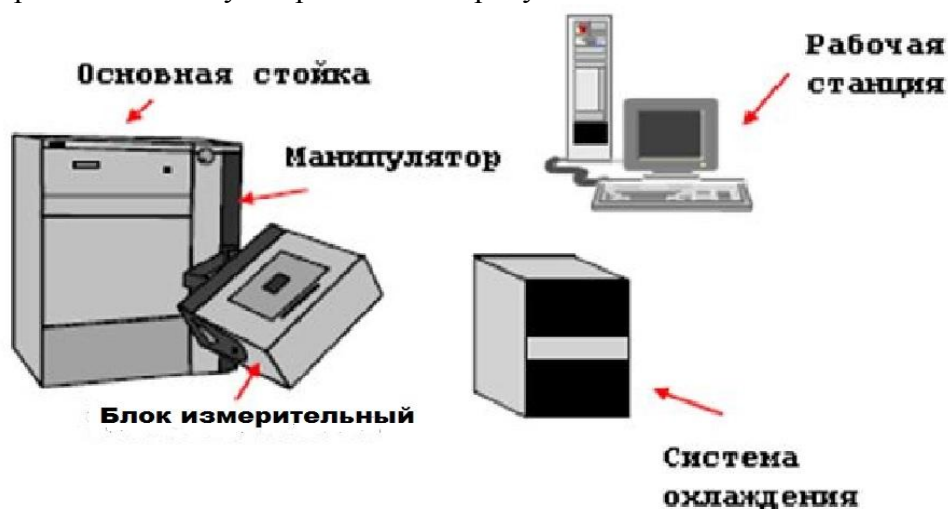 Основная стойка
Рабочая
станция
Манипулятор
Блок измерительный
Система
охлаждения